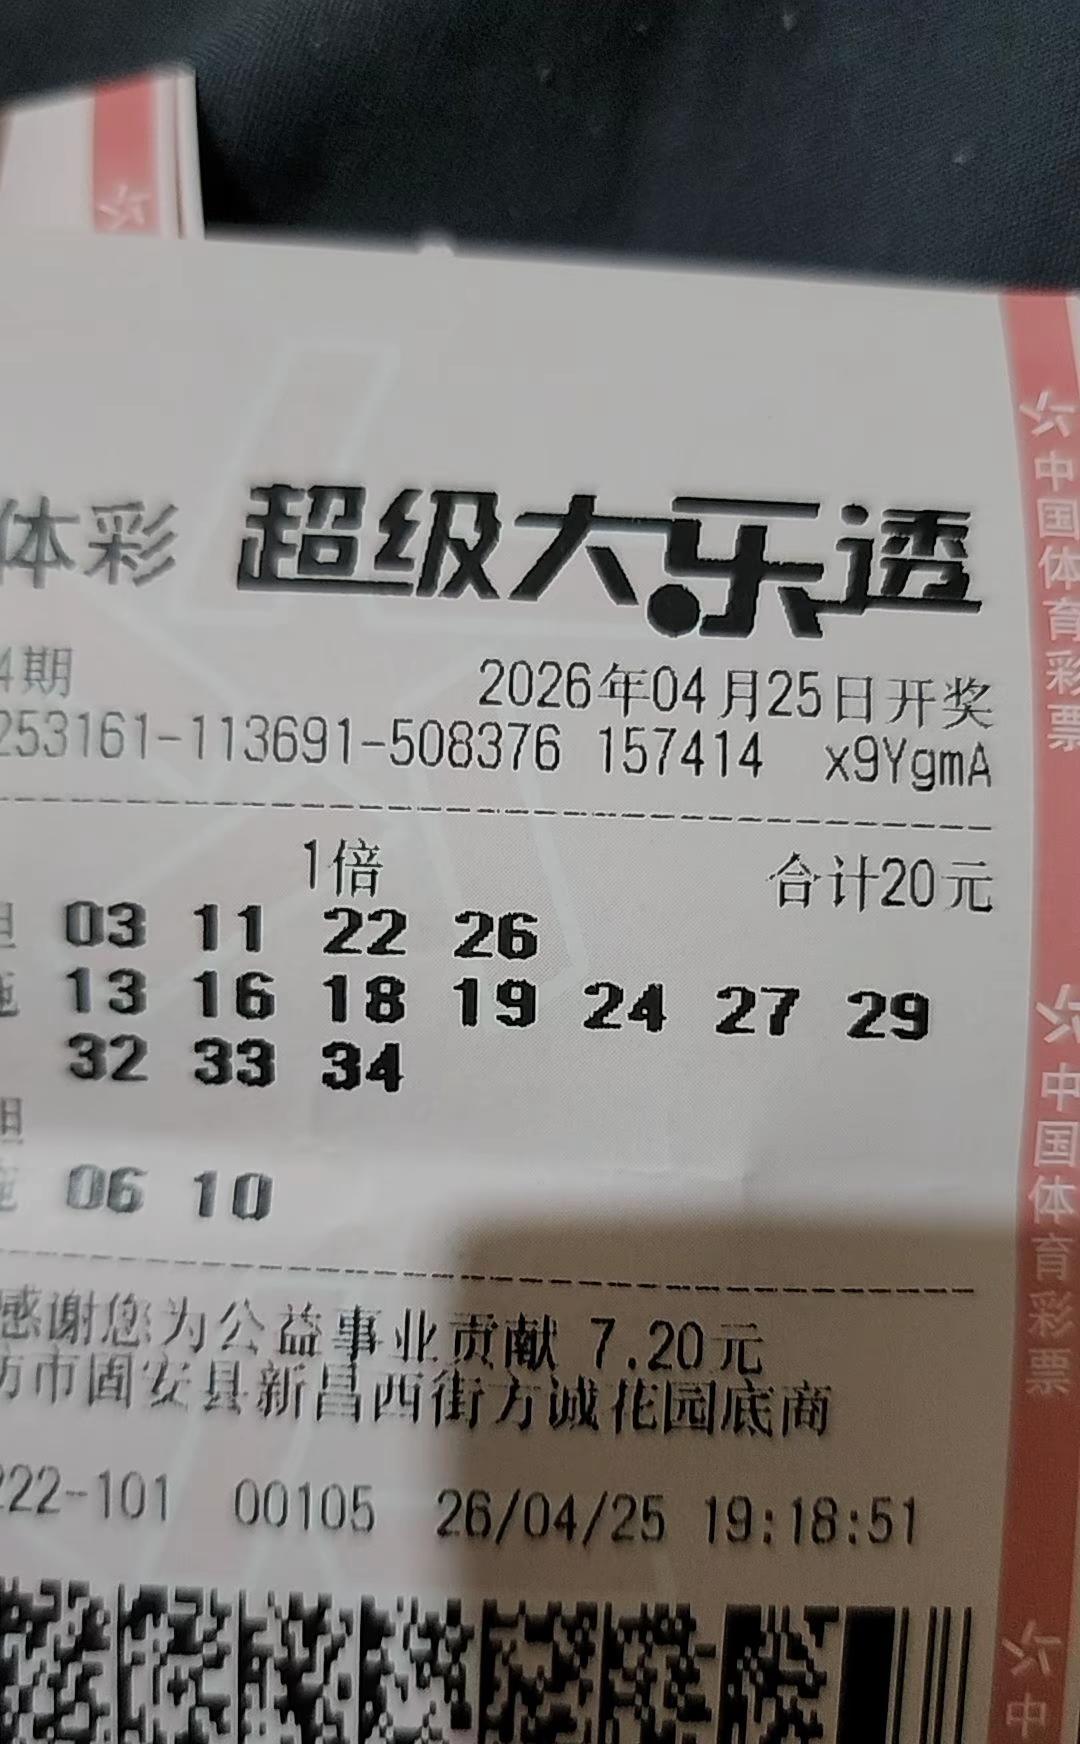 体彩 超级大乐透
4期 2026年04月25日开奖
253161-113691-508376 157414 x9YgmA
1倍 合计20元
胆 03 11 22 26
拖 13 16 18 19 24 27 29
32 33 34
胆
拖 06 10
感谢您为公益事业贡献 7.20元
坊市固安县新昌西街方诚花园底商
222-101 00105 26/04/25 19:18:51
中国体育彩票
中国体育彩票
中